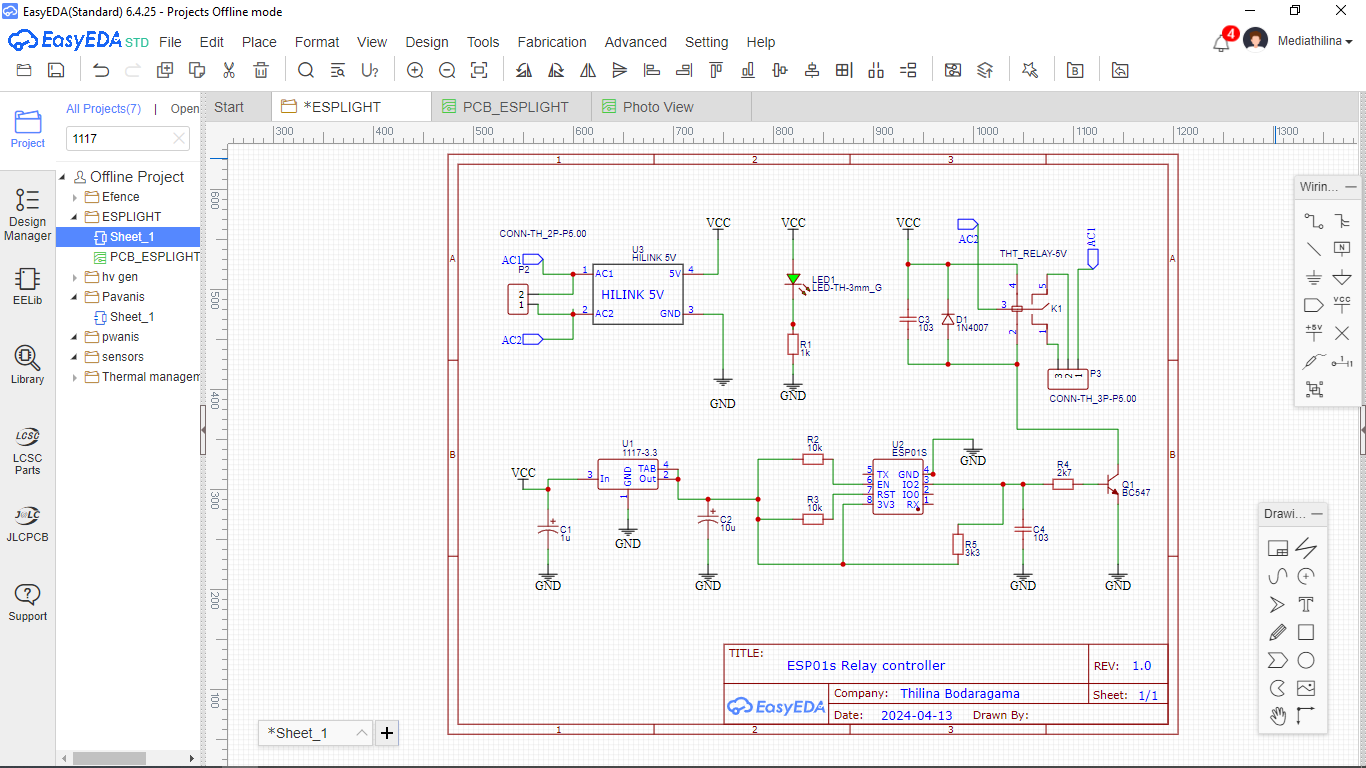 EasyEDA(Standard) 6.4.25 - Projects Offline mode
EasyEDA STD File Edit Place Format View Design Tools Fabrication Advanced Setting Help
4
Mediathilina
All Projects(7) | Open
1117
Project
Design Manager
EELib
Library
LCSC Parts
JLCPCB
Support
Offline Project
Efence
ESPLIGHT
Sheet_1
PCB_ESPLIGHT
hv gen
Pavanis
Sheet_1
pwanis
sensors
Thermal managem
Start *ESPLIGHT PCB_ESPLIGHT Photo View
300 400 500 600 700 800 900 1000 1100 1200 1300
600
500
400
300
200
100
1 2 3
A A
B B
1 2 3
CONN-TH_2P-P5.00
AC1
P2
2
1
AC2
U3
HILINK 5V
1 AC1 5V 4
HILINK 5V
2 AC2 GND 3
VCC
GND
VCC
LED1
LED-TH-3mm_G
R1
1k
GND
VCC
AC2
THT_RELAY-5V
AC1
C3
103
D1
1N4007
4 5
3 K1
2 1
3 2 1 P3
CONN-TH_3P-P5.00
VCC
U1
1117-3.3
3 In GND TAB 4
Out 2
1
GND
C1
1u
GND
C2
10u
GND
R2
10k
R3
10k
U2
ESP01S
5 TX GND 4
6 EN IO2 3
7 RST IO0 2
8 3V3 RX 1
GND
R4
2k7
Q1
BC547
R5
3k3
C4
103
GND
GND
TITLE:
ESP01s Relay controller
REV: 1.0
EasyEDA
Company: Thilina Bodaragama
Sheet: 1/1
Date: 2024-04-13 Drawn By:
*Sheet_1
Wirin...
N
VCC
+5V
Drawi...
T